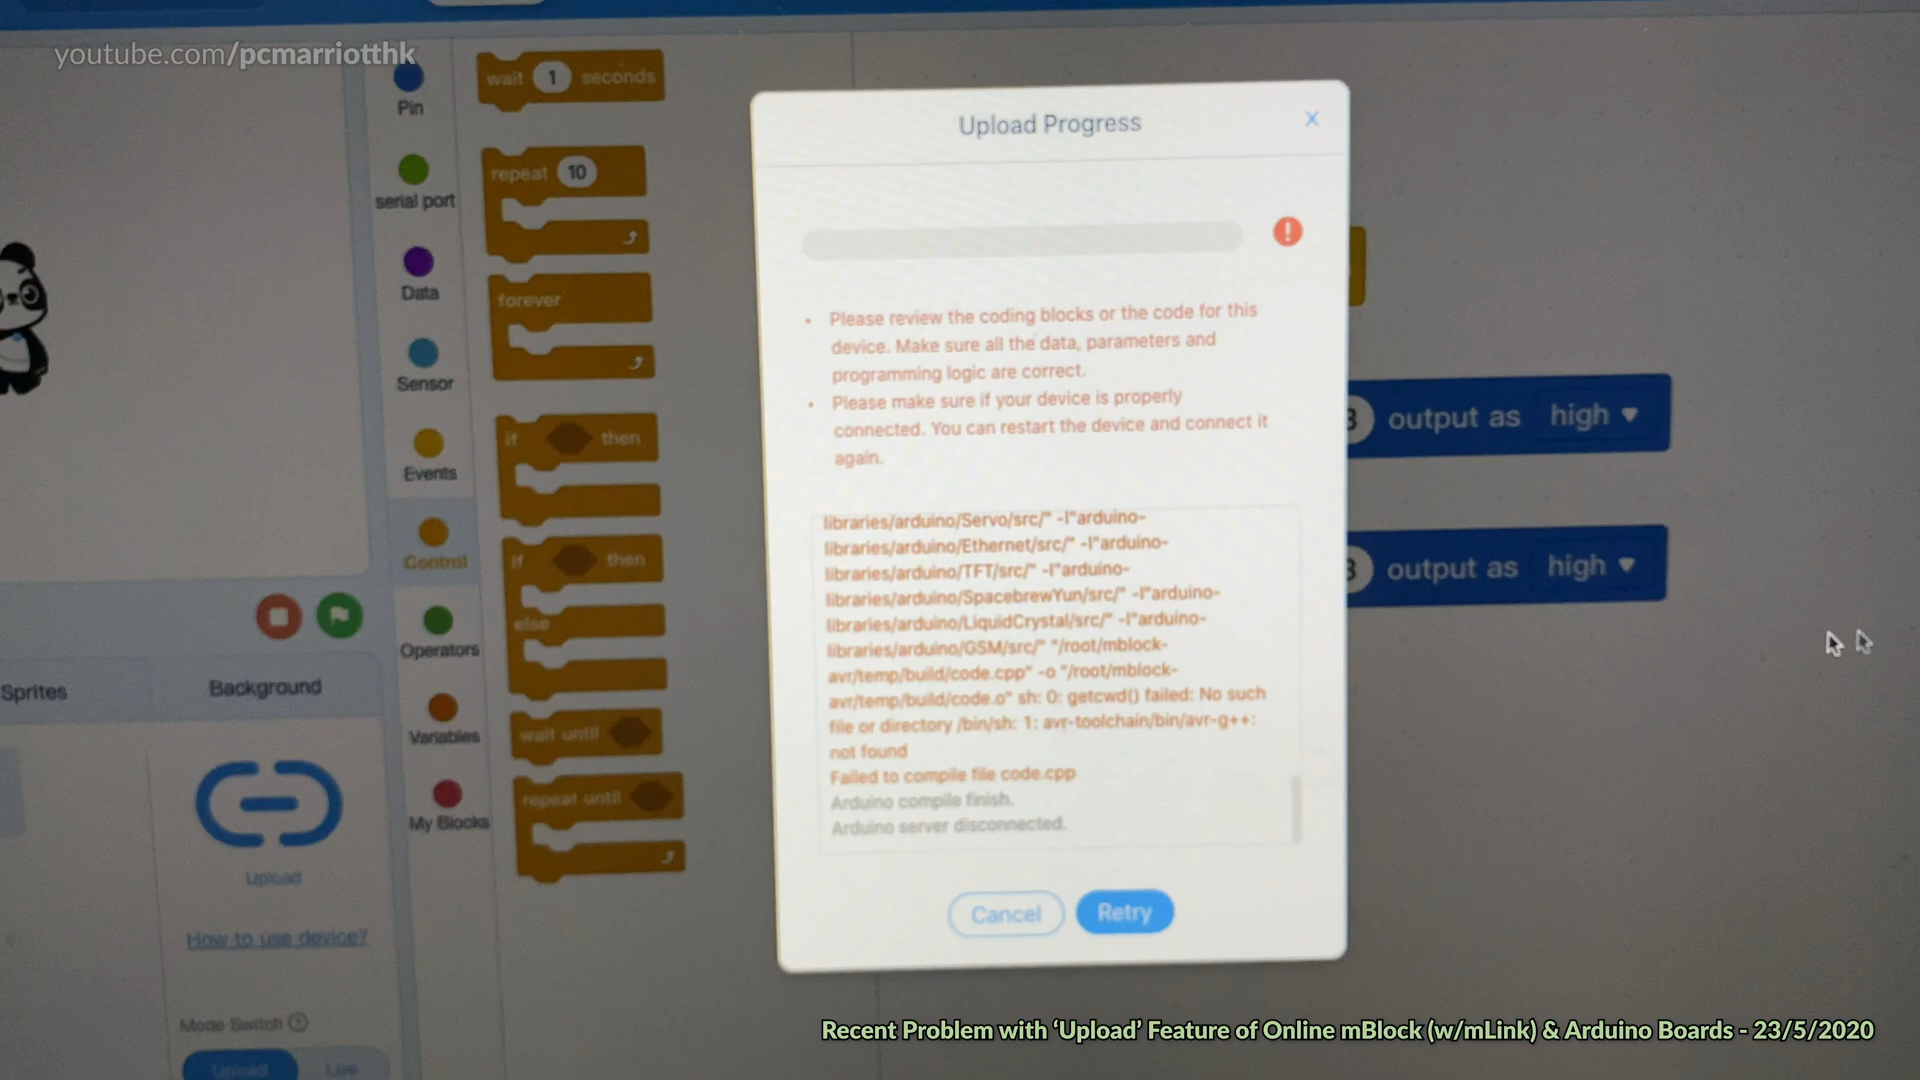 youtube.com/pcmarriotthk
Pin
serial port
Data
Sensor
Events
Control
Operators
Variables
My Blocks
wait 1 seconds
repeat 10
forever
if then
if then
else
wait until
repeat until
Sprites
Background
Upload
How to use device?
Mode Switch
Upload Live
Upload Progress
X
!
• Please review the coding blocks or the code for this
device. Make sure all the data, parameters and
programming logic are correct.
• Please make sure if your device is properly
connected. You can restart the device and connect it
again.
libraries/arduino/Servo/src/" -I"arduino-
libraries/arduino/Ethernet/src/" -I"arduino-
libraries/arduino/TFT/src/" -I"arduino-
libraries/arduino/SpacebrewYun/src/" -I"arduino-
libraries/arduino/LiquidCrystal/src/" -I"arduino-
libraries/arduino/GSM/src/" "/root/mblock-
avr/temp/build/code.cpp" -o "/root/mblock-
avr/temp/build/code.o" sh: 0: getcwd() failed: No such
file or directory /bin/sh: 1: avr-toolchain/bin/avr-g++:
not found
Failed to compile file code.cpp
Arduino compile finish.
Arduino server disconnected.
Cancel Retry
3 output as high
3 output as high
Recent Problem with ‘Upload’ Feature of Online mBlock (w/mLink) & Arduino Boards - 23/5/2020